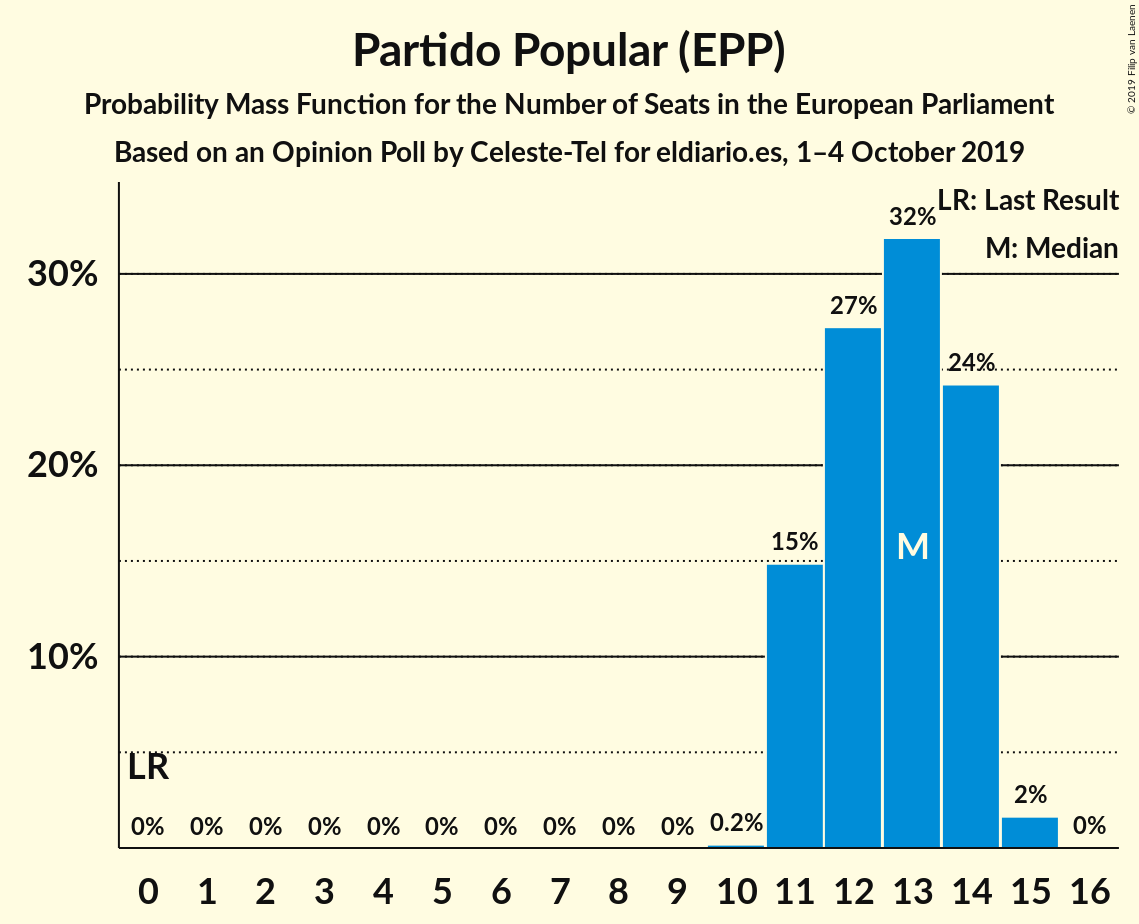 Partido Popular (EPP)
Probability Mass Function for the Number of Seats in the European Parliament
Based on an Opinion Poll by Celeste-Tel for eldiario.es, 1–4 October 2019
© 2019 Filip van Laenen
LR: Last Result
M: Median
30%
20%
10%
32%
27%
24%
15%
M
LR
0% 0% 0% 0% 0% 0% 0% 0% 0% 0% 0.2% 2% 0%
0 1 2 3 4 5 6 7 8 9 10 11 12 13 14 15 16